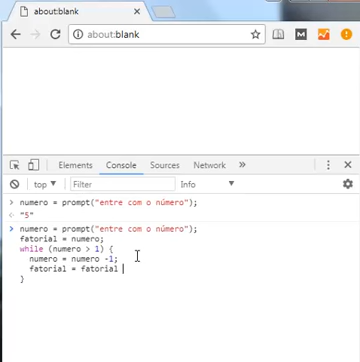 about:blank
about:blank
Elements Console Sources Network »
top Filter Info
numero = prompt("entre com o número");
"5"
numero = prompt("entre com o número");
fatorial = numero;
while (numero > 1) {
numero = numero -1;
fatorial = fatorial
}